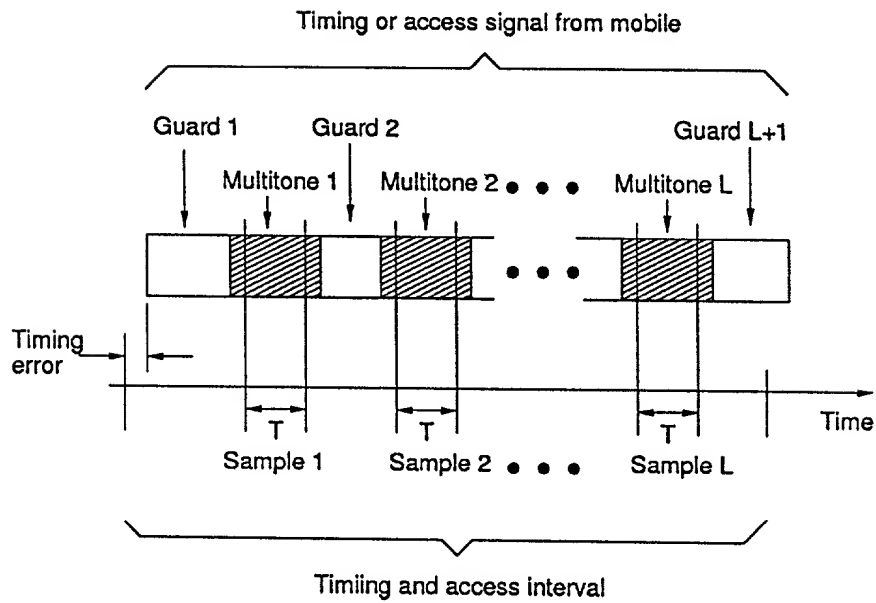 Timing or access signal from mobile
Guard 1
Guard 2
Guard L+1
Multitone 1
Multitone 2
Multitone L
Timing
error
Time
T
T
T
Sample 1
Sample 2
Sample L
Timiing and access interval